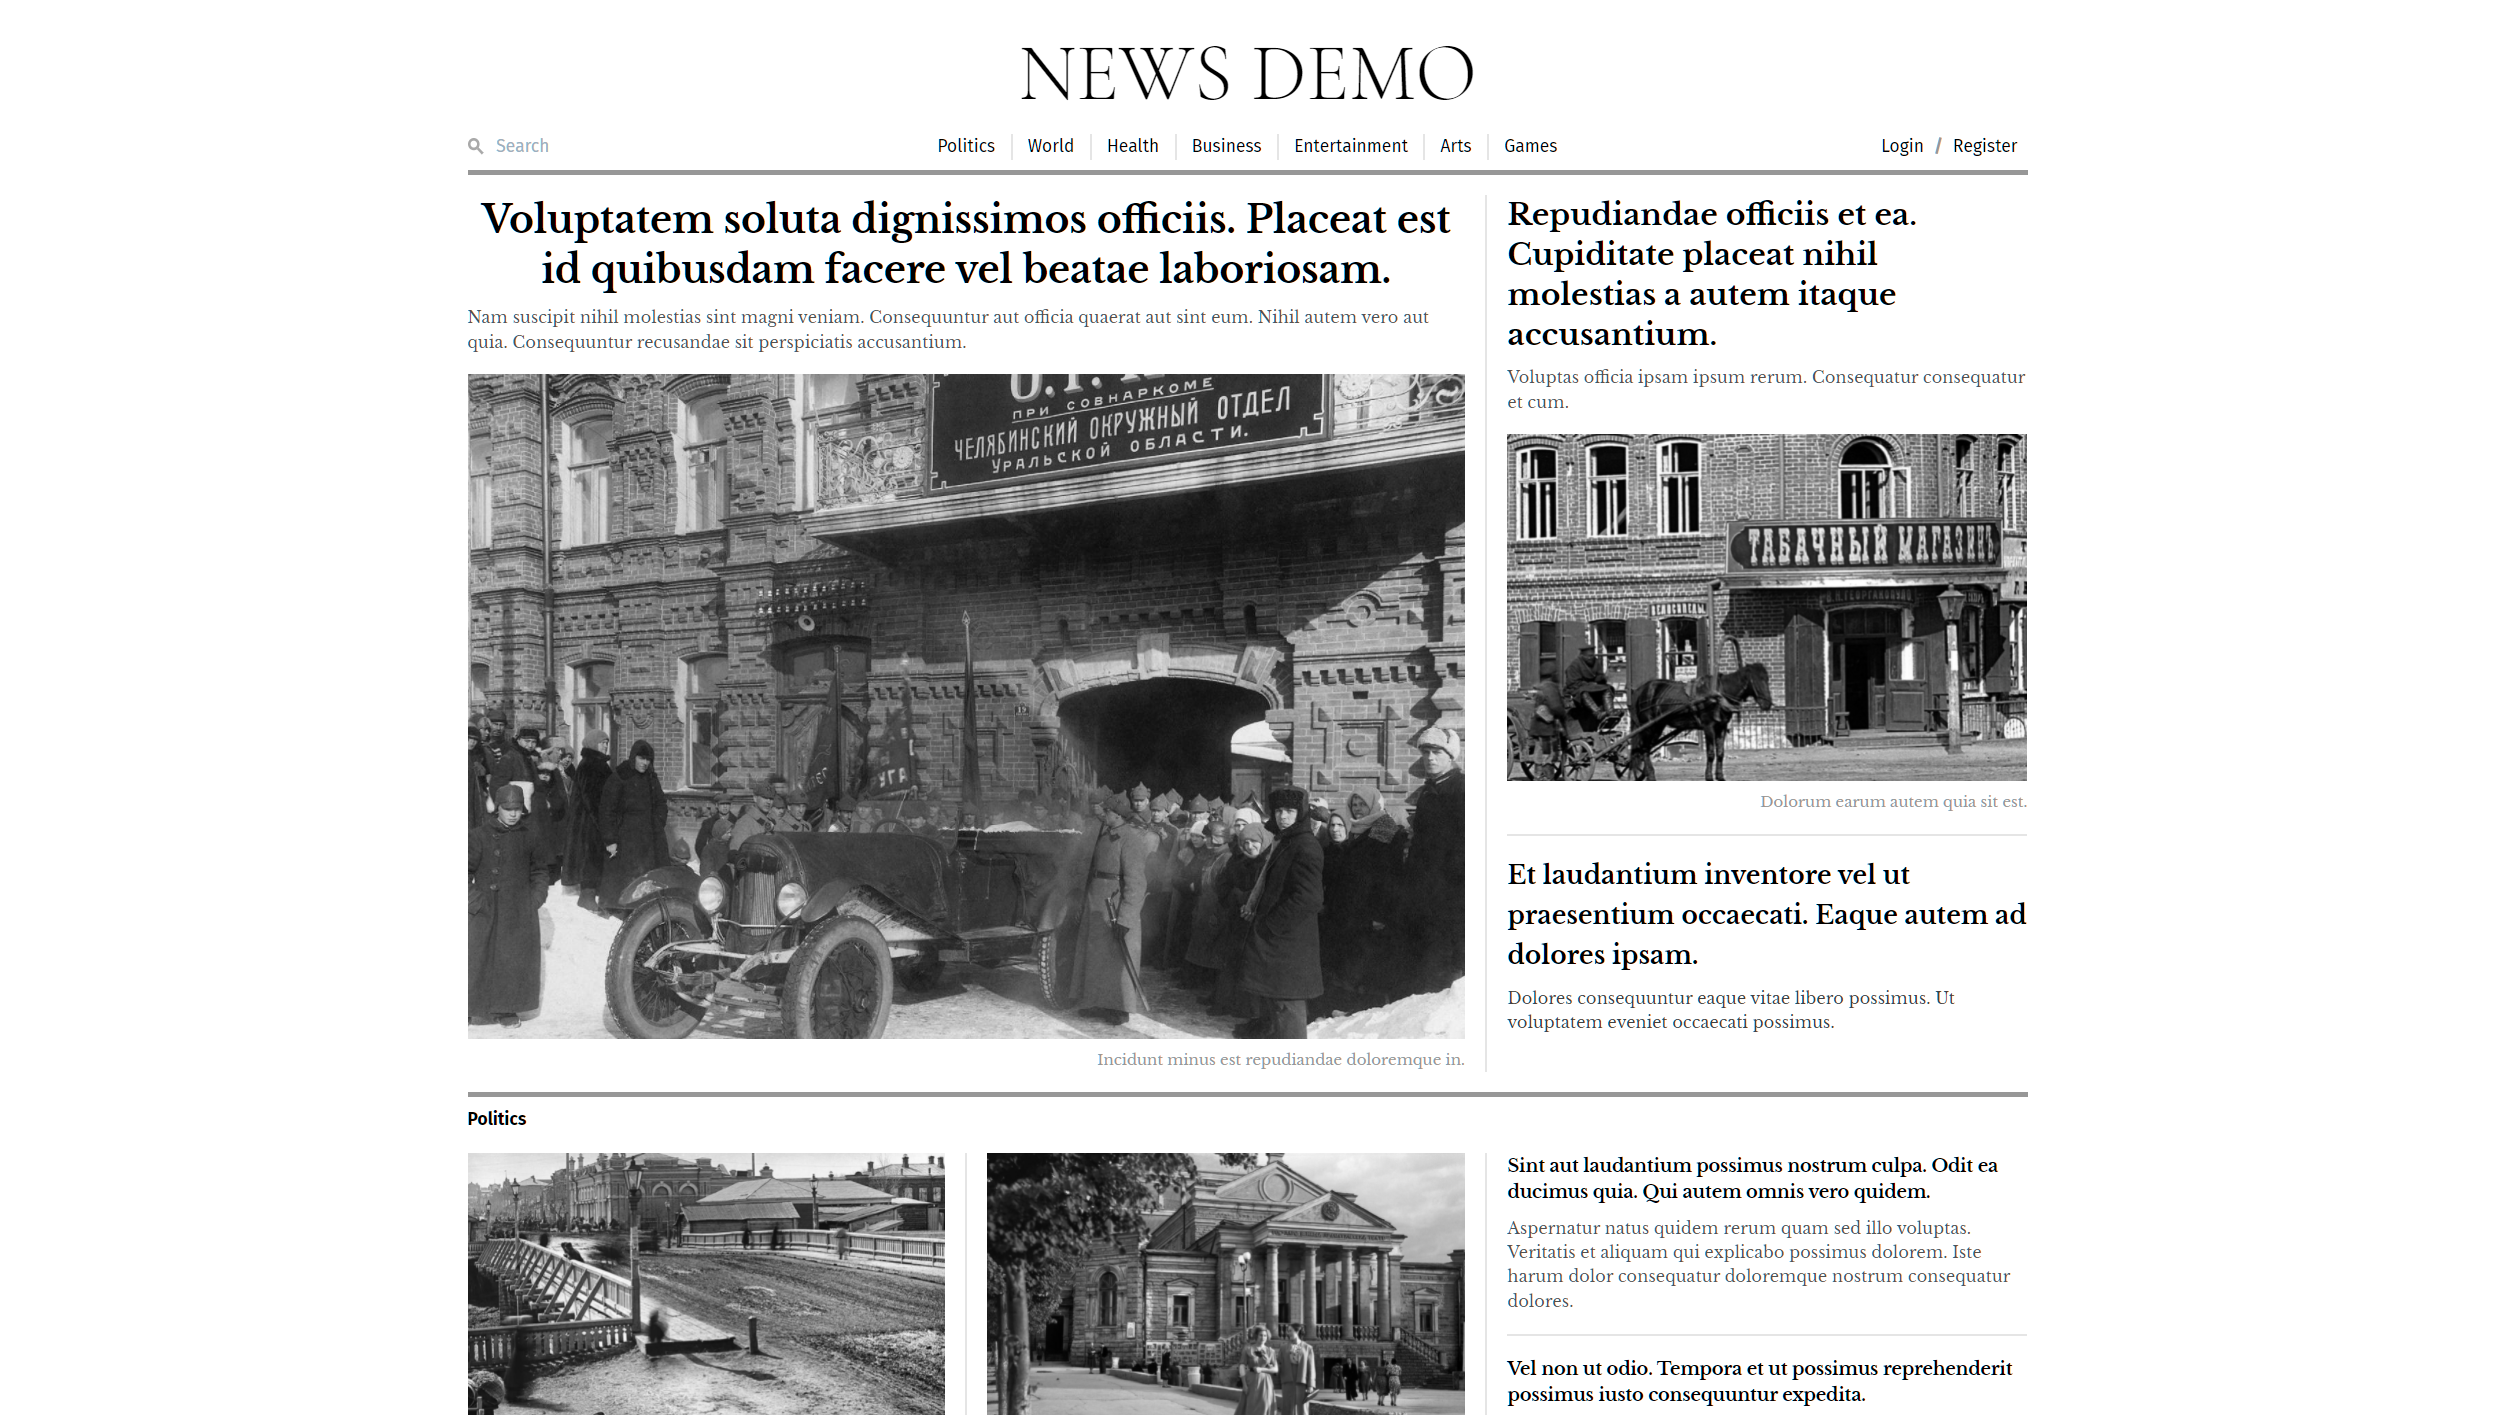 NEWS DEMO
Search
Politics
World
Health
Business
Entertainment
Arts
Games
Login / Register
Voluptatem soluta dignissimos officiis. Placeat est
id quibusdam facere vel beatae laboriosam.
Nam suscipit nihil molestias sint magni veniam. Consequuntur aut officia quaerat aut sint eum. Nihil autem vero aut
quia. Consequuntur recusandae sit perspiciatis accusantium.
ПРИ СОВНАРКОМЕ
ЧЕЛЯБИНСКИЙ ОКРУЖНЫЙ ОТДЕЛ
УРАЛЬСКОЙ ОБЛАСТИ.
Incidunt minus est repudiandae doloremque in.
Repudiandae officiis et ea.
Cupiditate placeat nihil
molestias a autem itaque
accusantium.
Voluptas officia ipsam ipsum rerum. Consequatur consequatur
et cum.
ТАБАЧНЫЙ МАГАЗИНЪ
Dolorum earum autem quia sit est.
Et laudantium inventore vel ut
praesentium occaecati. Eaque autem ad
dolores ipsam.
Dolores consequuntur eaque vitae libero possimus. Ut
voluptatem eveniet occaecati possimus.
Politics
Sint aut laudantium possimus nostrum culpa. Odit ea
ducimus quia. Qui autem omnis vero quidem.
Aspernatur natus quidem rerum quam sed illo voluptas.
Veritatis et aliquam qui explicabo possimus dolorem. Iste
harum dolor consequatur doloremque nostrum consequatur
dolores.
Vel non ut odio. Tempora et ut possimus reprehenderit
possimus iusto consequuntur expedita.